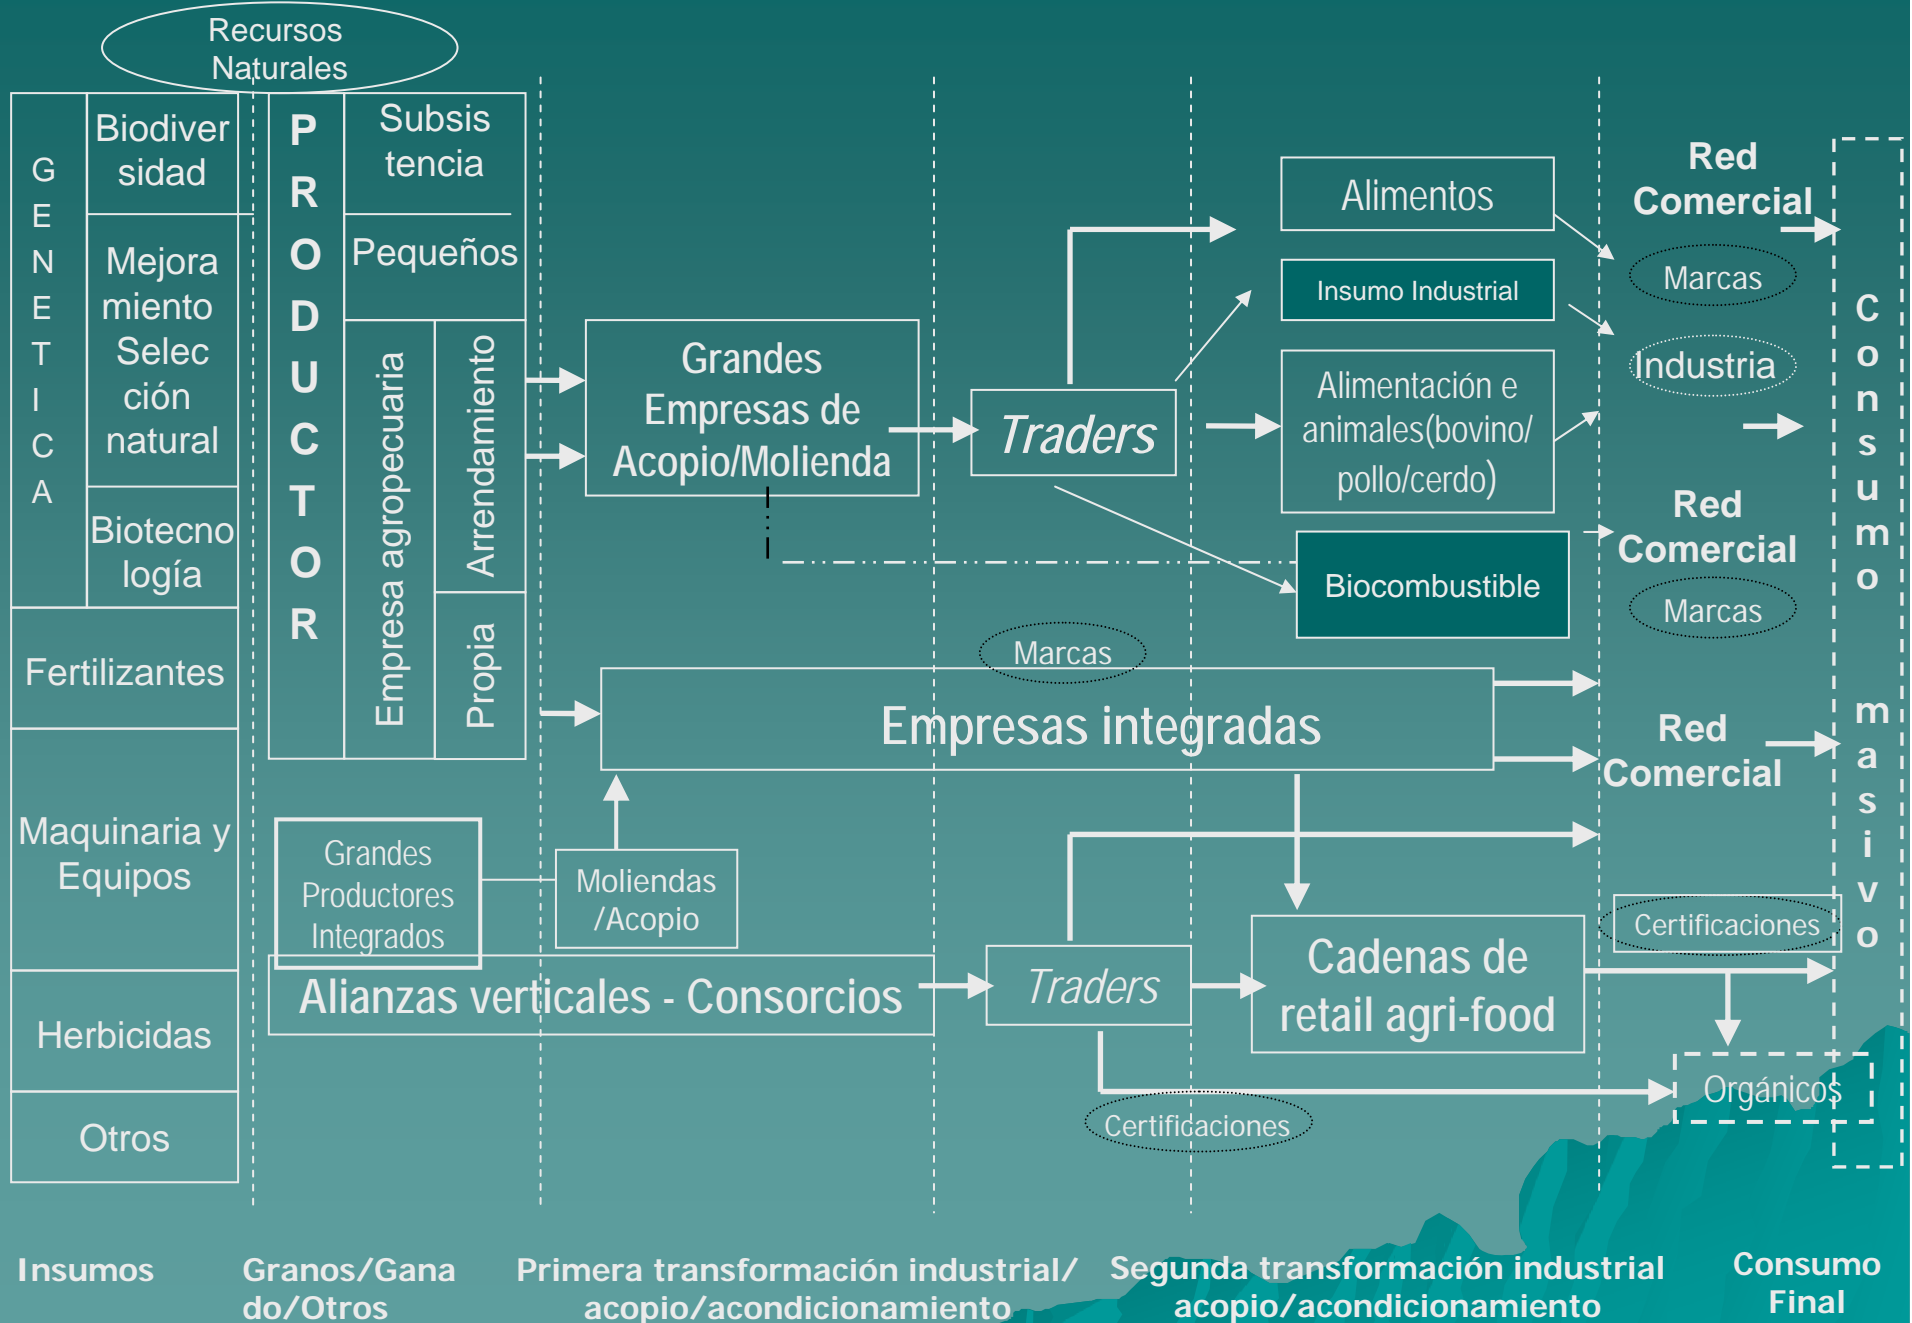 Recursos
Naturales
GENETICA
Biodiver
sidad
Mejora
miento
Selec
ción
natural
Biotecno
logía
Fertilizantes
Maquinaria y
Equipos
Herbicidas
Otros
PRODUCTOR
Subsis
tencia
Pequeños
Empresa agropecuaria
Arrendamiento
Propia
Grandes
Productores
Integrados
Moliendas
/Acopio
Alianzas verticales - Consorcios
Grandes
Empresas de
Acopio/Molienda
Traders
Alimentos
Insumo Industrial
Alimentación e
animales(bovino/
pollo/cerdo)
Biocombustible
Marcas
Empresas integradas
Traders
Cadenas de
retail agri-food
Certificaciones
Red
Comercial
Marcas
Industria
Red
Comercial
Marcas
Red
Comercial
Certificaciones
Orgánicos
Consumo masivo
Insumos
Granos/Gana
do/Otros
Primera transformación industrial/
acopio/acondicionamiento
Segunda transformación industrial
acopio/acondicionamiento
Consumo
Final